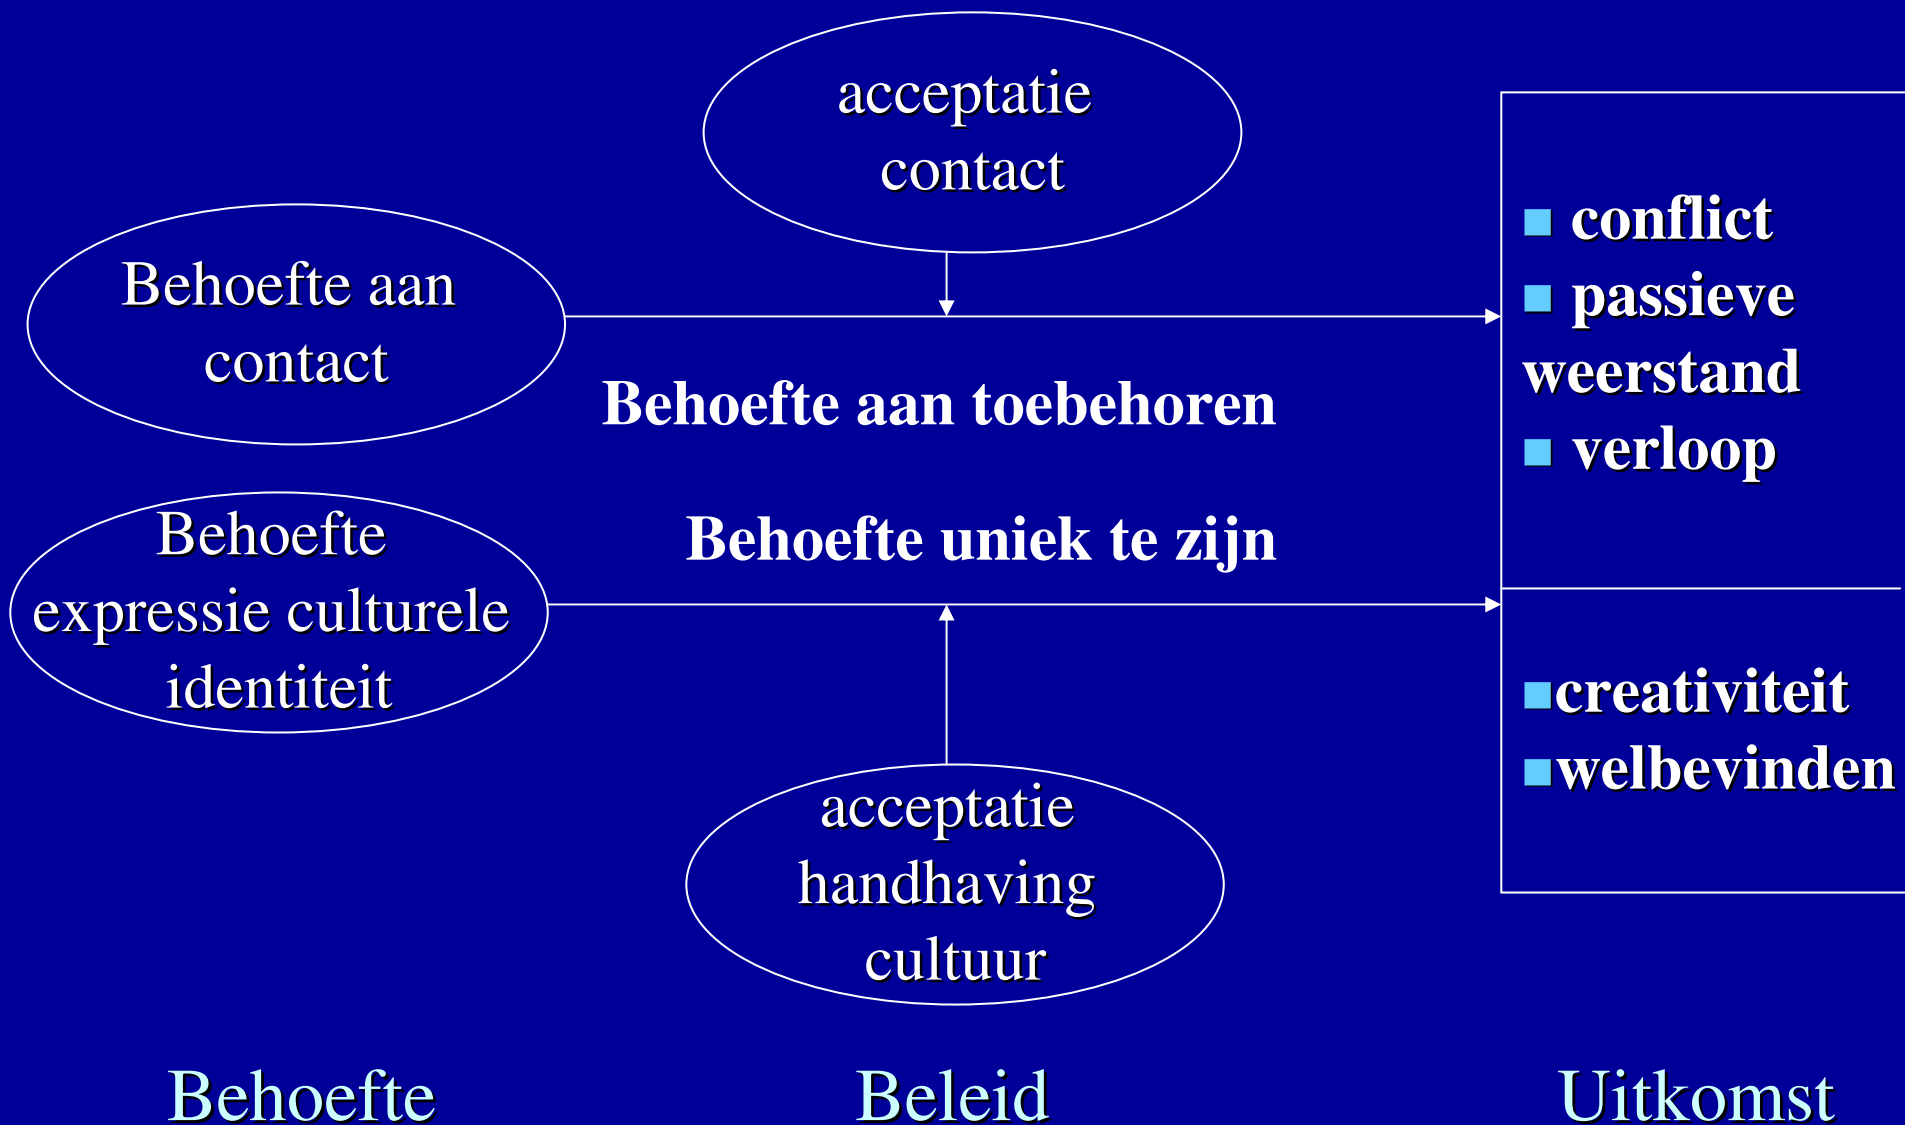 acceptatie
contact
Behoefte aan
contact
Behoefte aan toebehoren
Behoefte uniek te zijn
Behoefte
expressie culturele
identiteit
acceptatie
handhaving
cultuur
conflict
passieve
weerstand
verloop
creativiteit
welbevinden
Behoefte
Beleid
Uitkomst